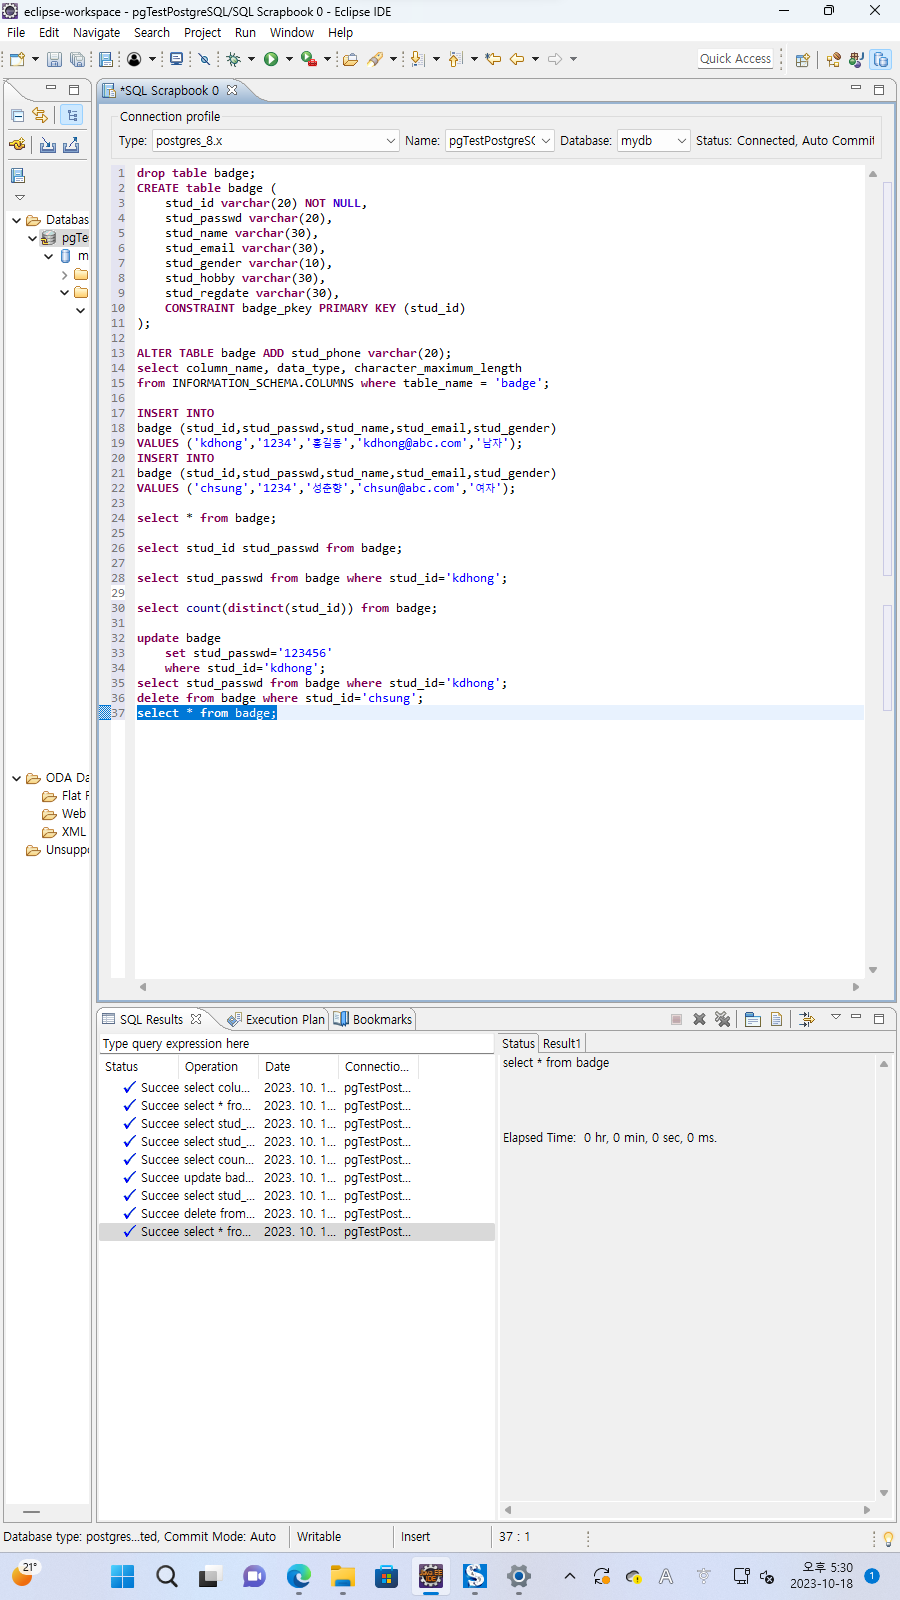 eclipse-workspace - pgTestPostgreSQL/SQL Scrapbook 0 - Eclipse IDE
File Edit Navigate Search Project Run Window Help
Quick Access
*SQL Scrapbook 0
Connection profile
Type: postgres_8.x Name: pgTestPostgreS( Database: mydb Status: Connected, Auto Commit
Databas
pgTe
m
ODA Da
Flat F
Web
XML
Unsuppo
1 drop table badge;
2 CREATE table badge (
3 stud_id varchar(20) NOT NULL,
4 stud_passwd varchar(20),
5 stud_name varchar(30),
6 stud_email varchar(30),
7 stud_gender varchar(10),
8 stud_hobby varchar(30),
9 stud_regdate varchar(30),
10 CONSTRAINT badge_pkey PRIMARY KEY (stud_id)
11 );
12
13 ALTER TABLE badge ADD stud_phone varchar(20);
14 select column_name, data_type, character_maximum_length
15 from INFORMATION_SCHEMA.COLUMNS where table_name = 'badge';
16
17 INSERT INTO
18 badge (stud_id,stud_passwd,stud_name,stud_email,stud_gender)
19 VALUES ('kdhong','1234','홍길동','kdhong@abc.com','남자');
20 INSERT INTO
21 badge (stud_id,stud_passwd,stud_name,stud_email,stud_gender)
22 VALUES ('chsung','1234','성춘향','chsun@abc.com','여자');
23
24 select * from badge;
25
26 select stud_id stud_passwd from badge;
27
28 select stud_passwd from badge where stud_id='kdhong';
29
30 select count(distinct(stud_id)) from badge;
31
32 update badge
33 set stud_passwd='123456'
34 where stud_id='kdhong';
35 select stud_passwd from badge where stud_id='kdhong';
36 delete from badge where stud_id='chsung';
37 select * from badge;
SQL Results Execution Plan Bookmarks
Type query expression here
Status Operation Date Connectio...
Succee select colu... 2023. 10. 1... pgTestPost...
Succee select * fro... 2023. 10. 1... pgTestPost...
Succee select stud_... 2023. 10. 1... pgTestPost...
Succee select stud_... 2023. 10. 1... pgTestPost...
Succee select coun... 2023. 10. 1... pgTestPost...
Succee update bad... 2023. 10. 1... pgTestPost...
Succee select stud_... 2023. 10. 1... pgTestPost...
Succee delete from... 2023. 10. 1... pgTestPost...
Succee select * fro... 2023. 10. 1... pgTestPost...
Status Result1
select * from badge
Elapsed Time: 0 hr, 0 min, 0 sec, 0 ms.
Database type: postgres...ted, Commit Mode: Auto Writable Insert 37 : 1
21°
A
오후 5:30
2023-10-18
1